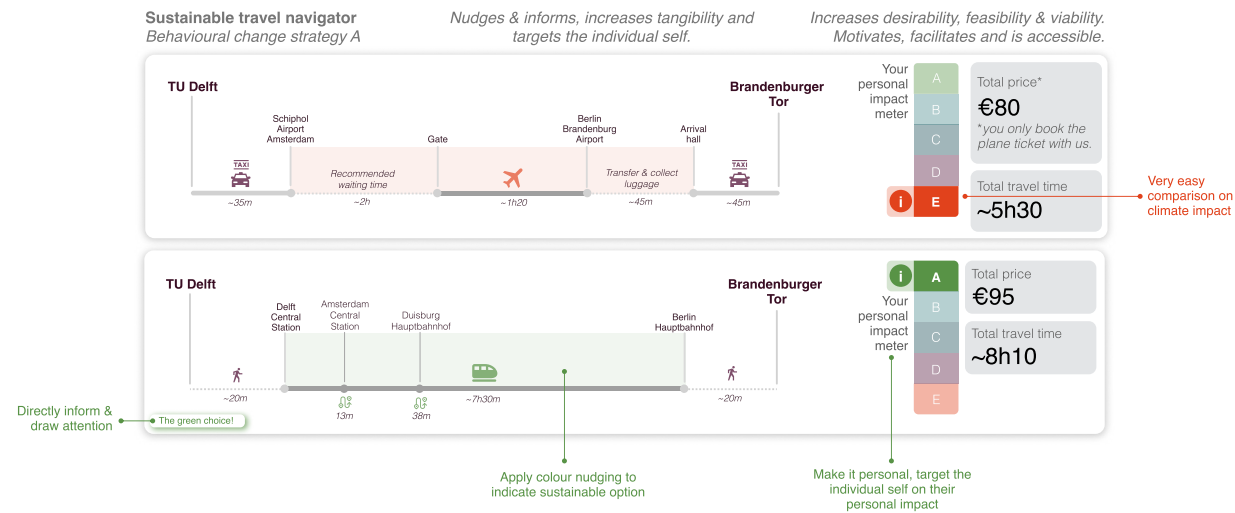 Sustainable travel navigator
Behavioural change strategy A
Nudges & informs, increases tangibility and
targets the individual self.
Increases desirability, feasibility & viability.
Motivates, facilitates and is accessible.
TU Delft
Schiphol
Airport
Amsterdam
Gate
Berlin
Brandenburg
Airport
Arrival
hall
Brandenburger
Tor
TAXI
Recommended
waiting time
Transfer & collect
luggage
TAXI
~35m
~2h
~1h20
~45m
~45m
Your
personal
impact
meter
A
B
C
D
i
E
Total price*
€80
*you only book the
plane ticket with us.
Total travel time
~5h30
Very easy
comparison on
climate impact
TU Delft
Delft
Central
Station
Amsterdam
Central
Station
Duisburg
Hauptbahnhof
Berlin
Hauptbahnhof
Brandenburger
Tor
~20m
13m
38m
~7h30m
~20m
The green choice!
i
A
B
C
D
E
Your
personal
impact
meter
Total price
€95
Total travel time
~8h10
Directly inform &
draw attention
Apply colour nudging to
indicate sustainable option
Make it personal, target the
individual self on their
personal impact